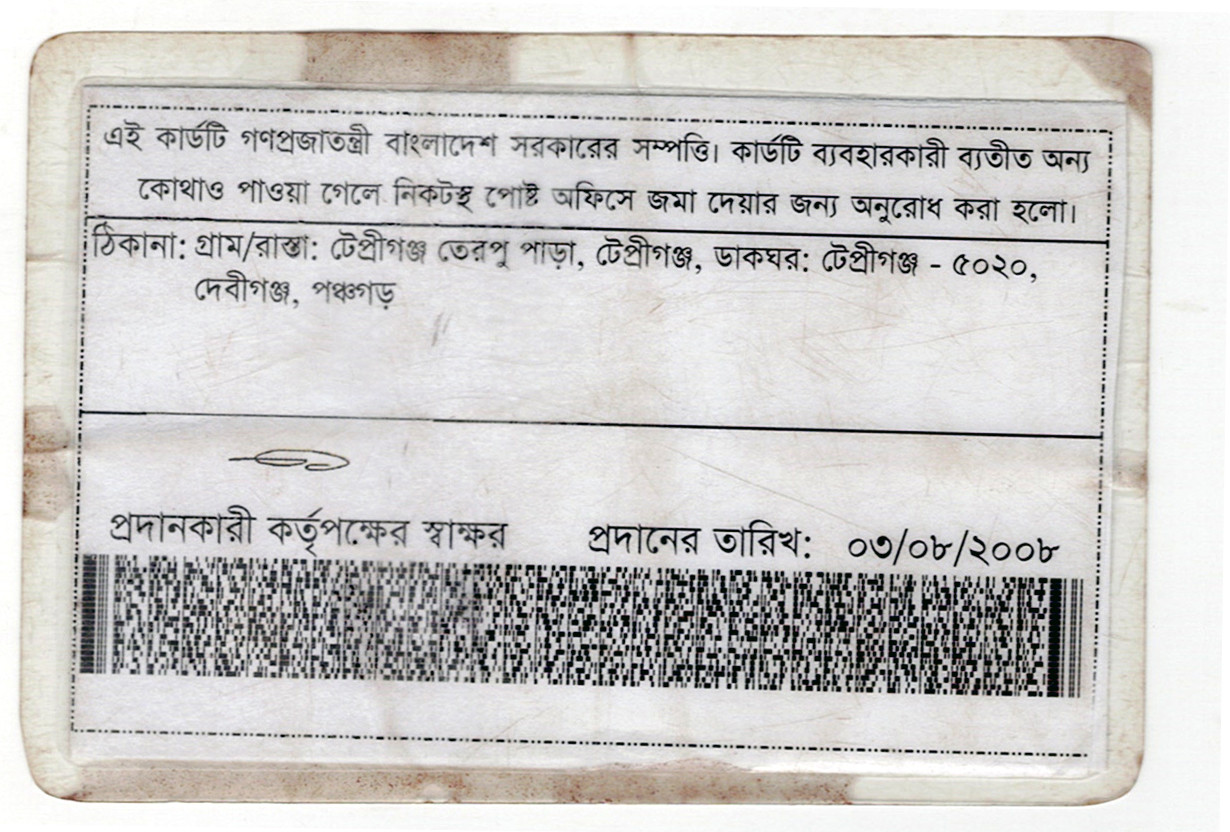 এই কার্ডটি গণপ্রজাতন্ত্রী বাংলাদেশ সরকারের সম্পত্তি। কার্ডটি ব্যবহারকারী ব্যতীত অন্য
কোথাও পাওয়া গেলে নিকটস্থ পোষ্ট অফিসে জমা দেয়ার জন্য অনুরোধ করা হলো।
ঠিকানা: গ্রাম/রাস্তা: টেপ্রীগঞ্জ তেরপু পাড়া, টেপ্রীগঞ্জ, ডাকঘর: টেপ্রীগঞ্জ - ৫০২০,
দেবীগঞ্জ, পঞ্চগড়
প্রদানকারী কর্তৃপক্ষের স্বাক্ষর প্রদানের তারিখ: ০৩/০৮/২০০৮